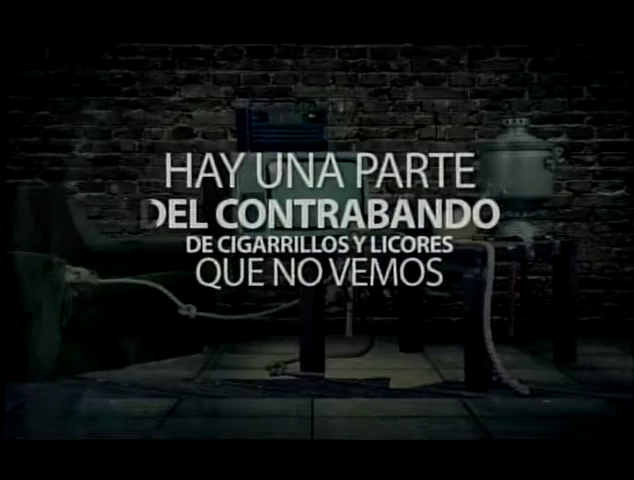 HAY UNA PARTE
DEL CONTRABANDO
DE CIGARRILLOS Y LICORES
QUE NO VEMOS